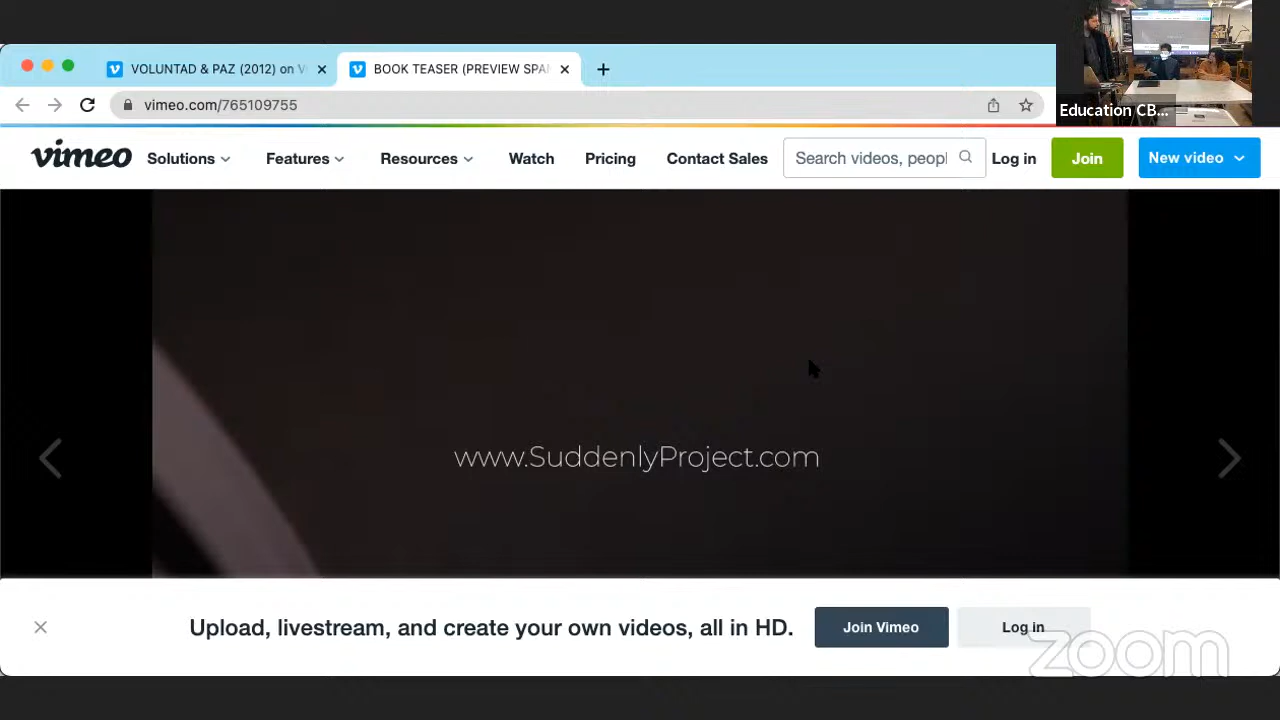 VOLUNTAD & PAZ (2012) on V
BOOK TEASER (PREVIEW SPA
vimeo.com/765109755
Education CB...
vimeo
Solutions
Features
Resources
Watch
Pricing
Contact Sales
Search videos, peopl
Log in
Join
New video
www.SuddenlyProject.com
Upload, livestream, and create your own videos, all in HD.
Join Vimeo
Log in
zoom